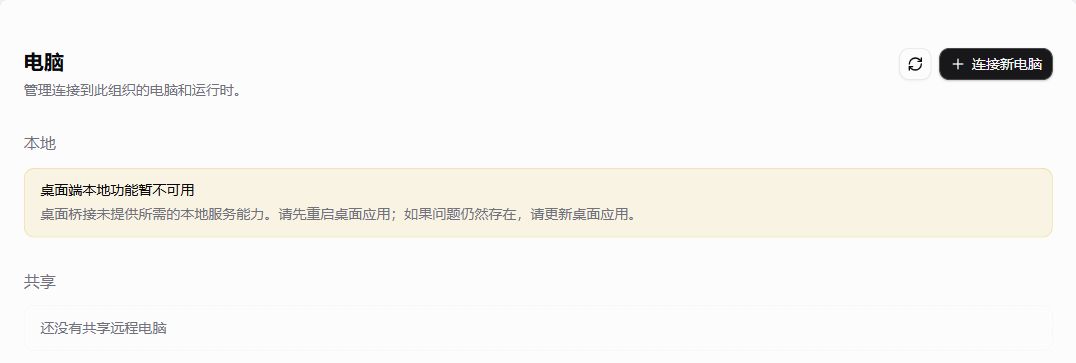 电脑
管理连接到此组织的电脑和运行时。
连接新电脑
本地
桌面端本地功能暂不可用
桌面桥接未提供所需的本地服务能力。请先重启桌面应用；如果问题仍然存在，请更新桌面应用。
共享
还没有共享远程电脑